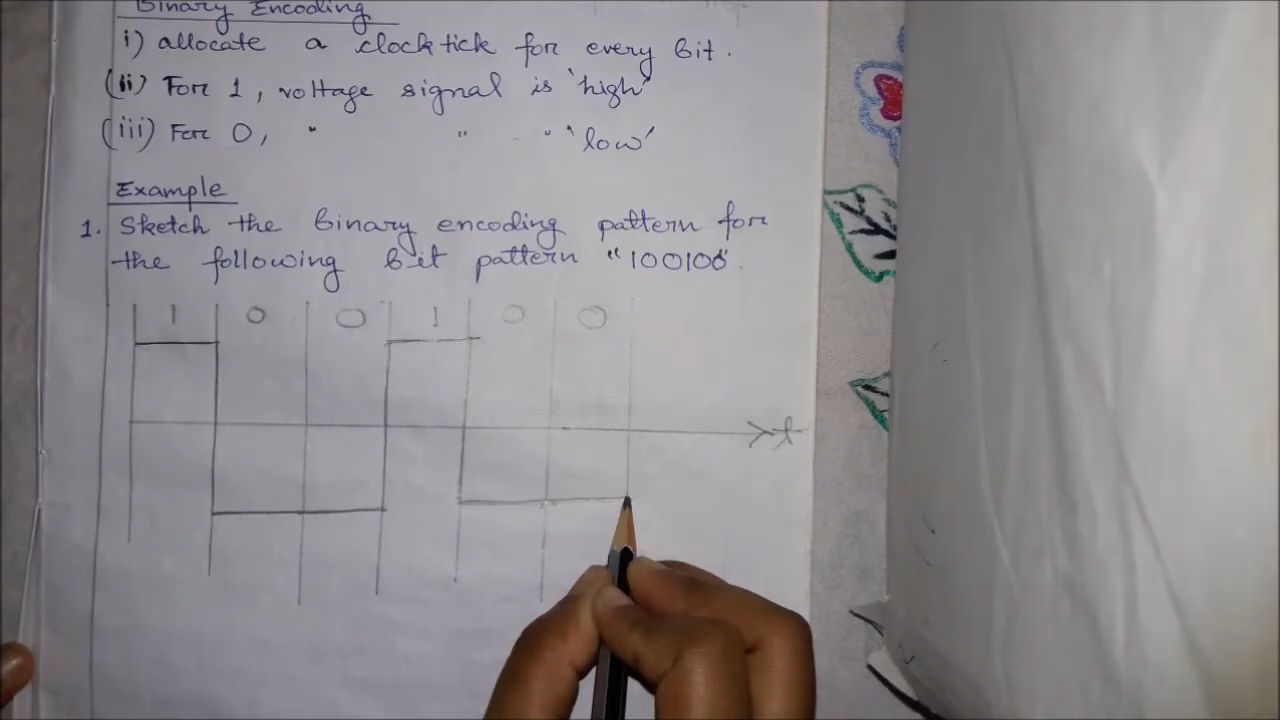 Binary Encoding
i) allocate a clock tick for every bit.
(ii) For 1, voltage signal is 'high'
(iii) For 0, " " " 'low'
Example
1. Sketch the binary encoding pattern for
the following bit pattern "100100".
1 0 0 1 0 0
t